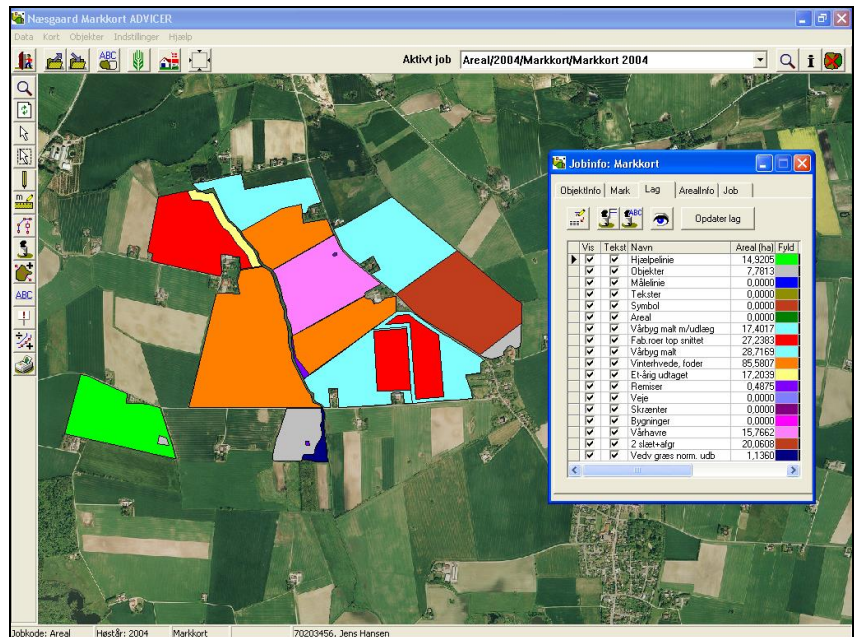 Næsgaard Markkort ADVICER
Data Kort Objekter Indstillinger Hjælp
ABC
Aktivt job Areal/2004/Markkort/Markkort 2004
m
ABC
Jobinfo: Markkort
ObjektInfo Mark Lag ArealInfo Job
ABC
Opdater lag
Vis Tekst Navn Areal (ha) Fyld
Hjælpelinie 14,9205
Objekter 7,7813
Målelinie 0,0000
Tekster 0,0000
Symbol 0,0000
Areal 0,0000
Vårbyg malt m/udlæg 17,4017
Fab.roer top snittet 27,2383
Vårbyg malt 28,7169
Vinterhvede, foder 85,5807
Et-årig udtaget 17,2039
Remiser 0,4875
Veje 0,0000
Skrænter 0,0000
Bygninger 0,0000
Vårhavre 15,7662
2 slæt+afgr 20,0608
Vedv græs norm. udb 1,1360
Jobkode: Areal Høstår: 2004 Markkort 70203456, Jens Hansen